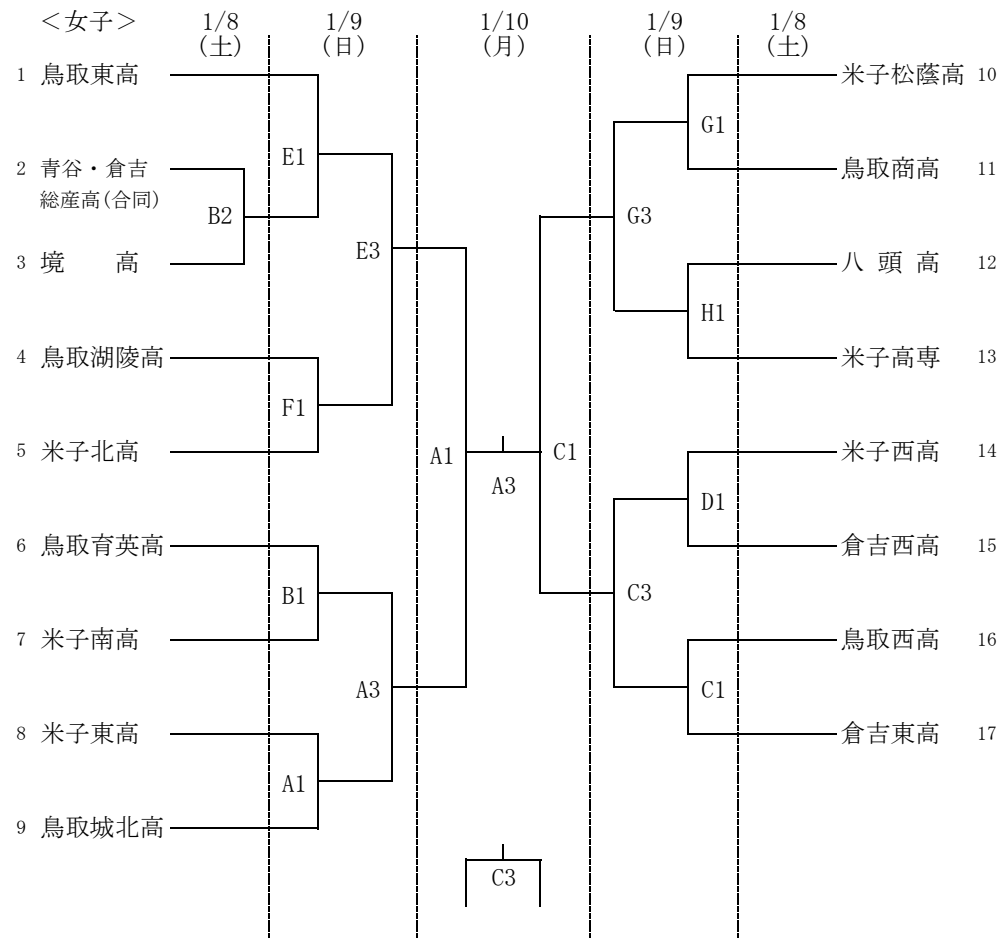 ＜女子＞ 1/8 1/9 1/10 1/9 1/8
(土) (日) (月) (日) (土)
1 鳥取東高 米子松蔭高 10
G1
E1
2 青谷・倉吉 鳥取商高 11
総産高(合同)
B2 G3
E3
3 境 高 八 頭 高 12
H1
4 鳥取湖陵高 米子高専 13
F1
5 米子北高 A1 C1 米子西高 14
A3
D1
6 鳥取育英高 倉吉西高 15
B1 C3
7 米子南高 鳥取西高 16
A3 C1
8 米子東高 倉吉東高 17
A1
9 鳥取城北高
C3